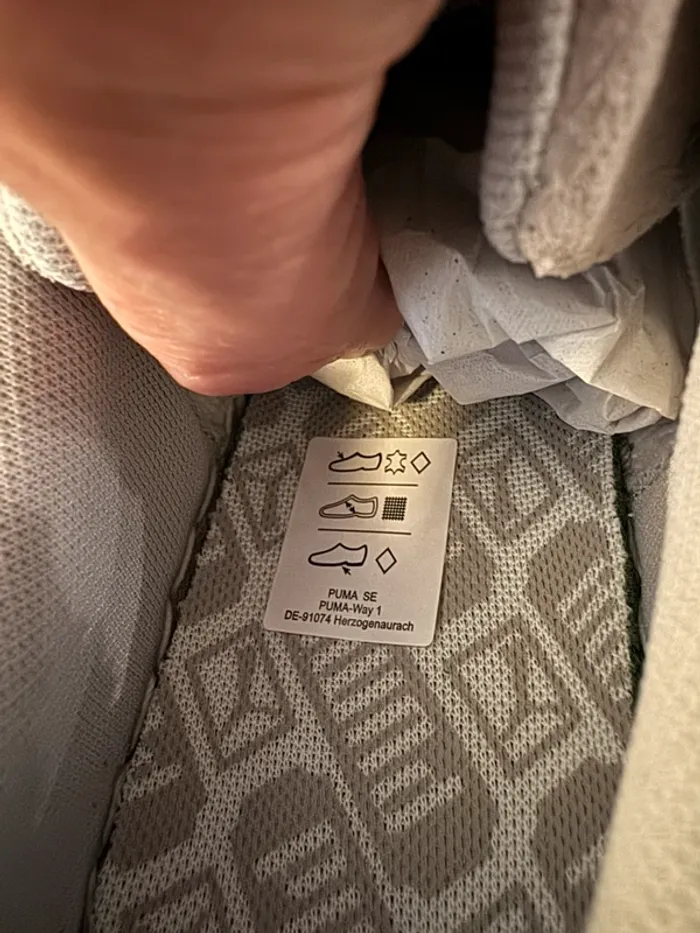 PUMA SE
PUMA-Way 1
DE-91074 Herzogenaurach